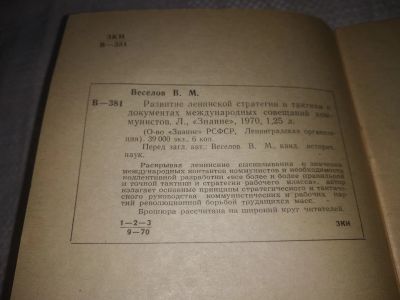 3КИ
В—381
Веселов В. М.
В—381
Развитие ленинской стратегии и тактики в
документах международных совещаний ком-
мунистов. Л., «Знание», 1970, 1,25 л.
(О-во «Знание» РСФСР, Ленинградская организа-
ция). 39 000 экз. 6 коп.
Перед загл. авт.: Веселов В. М., канд. историч.
наук.
Раскрывая ленинские высказывания о значении
международных контактов коммунистов и необходимости
коллективной разработки «все более и более правильной
и точной тактики и стратегии рабочего класса», автор
излагает основные принципы стратегического и тактиче-
ского руководства коммунистических и рабочих партий
революционной борьбой трудящихся масс.
Брошюра рассчитана на широкий круг читателей.
1—2—3
9—70
3КИ